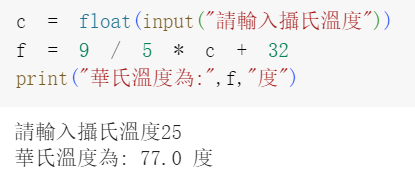 c = float(input("請輸入攝氏溫度"))
f = 9 / 5 * c + 32
print("華氏溫度為:",f,"度")
請輸入攝氏溫度25
華氏溫度為: 77.0 度